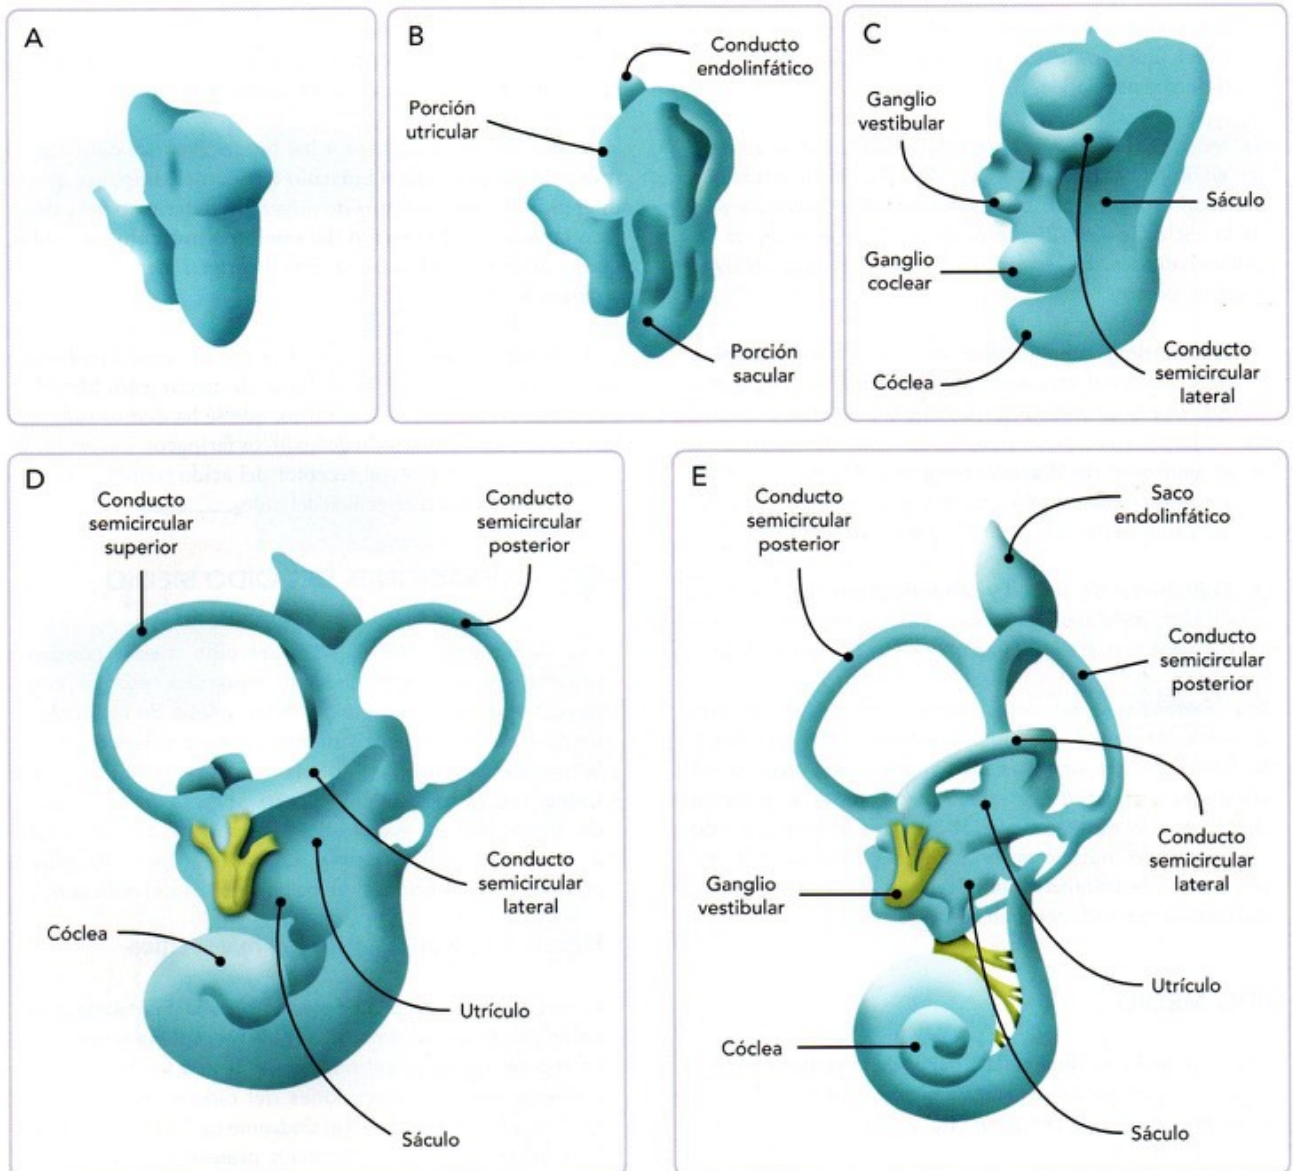 A
B
Conducto
endolinfático
Porción
utricular
Porción
sacular
C
Ganglio
vestibular
Sáculo
Ganglio
coclear
Cóclea
Conducto
semicircular
lateral
D
Conducto
semicircular
superior
Conducto
semicircular
posterior
Conducto
semicircular
lateral
Cóclea
Utrículo
Sáculo
E
Conducto
semicircular
posterior
Saco
endolinfático
Conducto
semicircular
posterior
Conducto
semicircular
lateral
Ganglio
vestibular
Utrículo
Cóclea
Sáculo